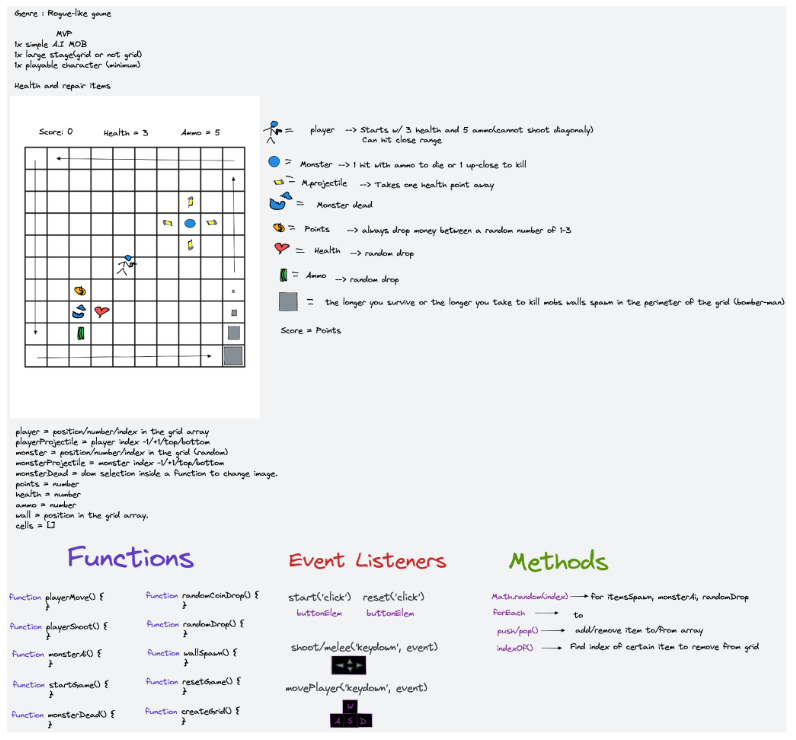 Genre : Rogue-like game
MVP
1x simple A.I MOB
1x large stage(grid or not grid)
1x playable character (minimum)
Health and repair items
Score: 0 Health = 3 Ammo = 5
= player --> Starts w/ 3 health and 5 ammo(cannot shoot diagonaly)
Can hit close range
= Monster --> 1 hit with ammo to die or 1 up-close to kill
= M.projectile --> Takes one health point away
= Monster dead
= Points --> always drop money between a random number of 1-3
= Health --> random drop
= Ammo --> random drop
= the longer you survive or the longer you take to kill mobs walls spawn in the perimeter of the grid (bomber-man)
Score = Points
player = position/number/index in the grid array
playerProjectile = player index -1/+1/top/bottom
monster = position/number/index in the grid (random)
monsterProjectile = monster index -1/+1/top/bottom
monsterDead = dom selection inside a function to change image.
points = number
health = number
ammo = number
wall = position in the grid array.
cells = []
Functions
function playerMove() {
}
function playerShoot() {
}
function monsterAi() {
}
function startGame() {
}
function monsterDead() {
}
function randomCoinDrop() {
}
function randomDrop() {
}
function wallSpawn() {
}
function resetGame() {
}
function createGrid() {
}
Event Listeners
start('click') reset('click')
buttonElem buttonElem
shoot/melee('keydown', event)
movePlayer('keydown', event)
W
A S D
Methods
Math.random(index) for itemsSpawn, monsterAi, randomDrop
forEach to
push/pop() add/remove item to/from array
indexOf() Find index of certain item to remove from grid